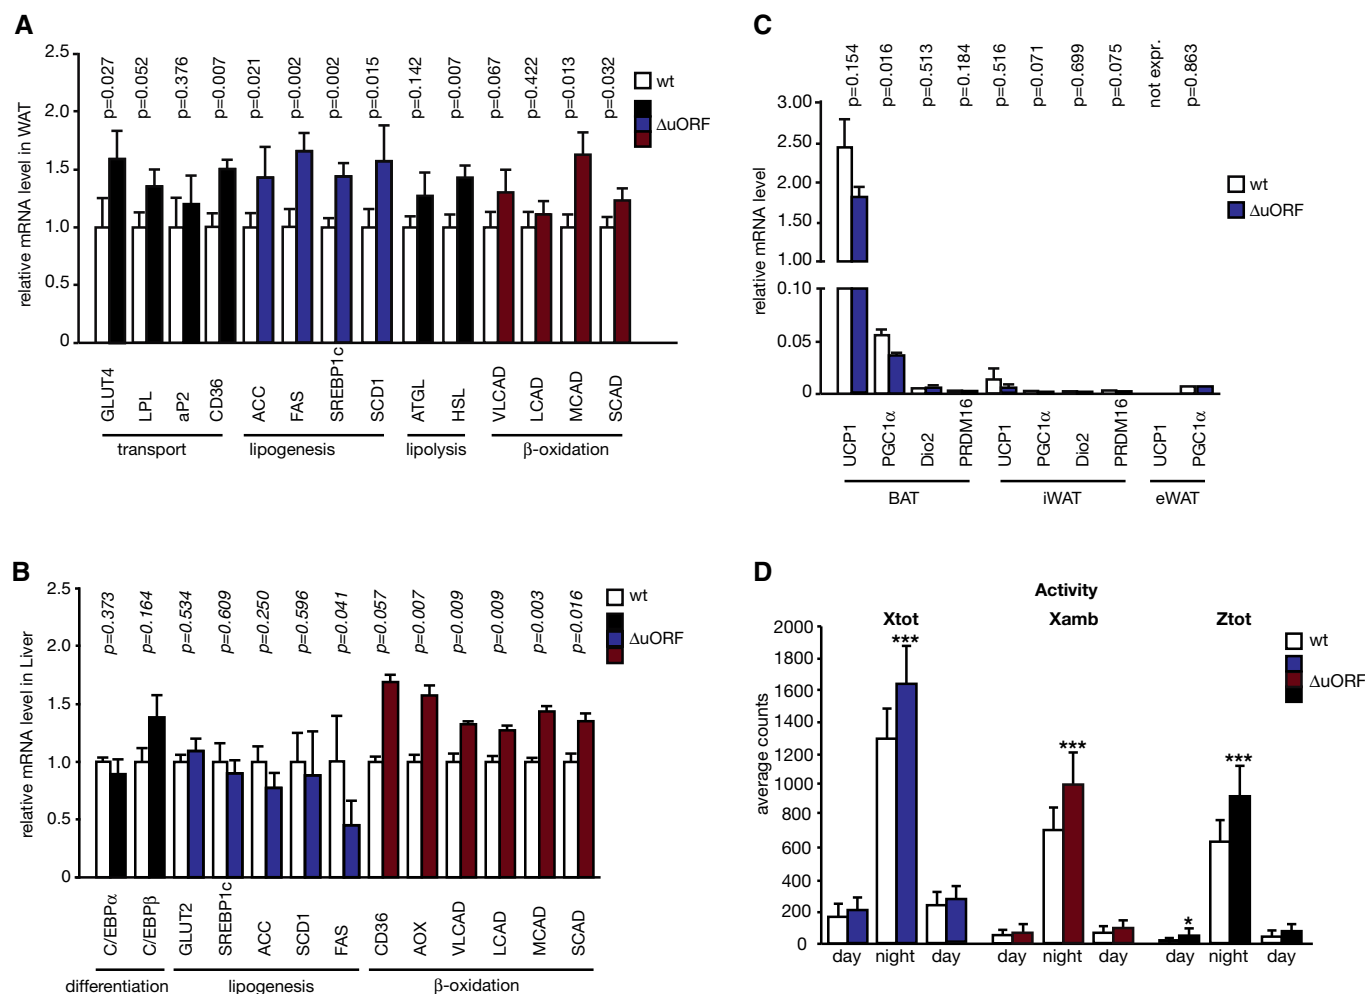 A
relative mRNA level in WAT
2.5
2.0
1.5
1.0
0.5
0
p=0.027
p=0.052
p=0.376
p=0.007
p=0.021
p=0.002
p=0.002
p=0.015
p=0.142
p=0.007
p=0.067
p=0.422
p=0.013
p=0.032
wt
ΔuORF
GLUT4
LPL
aP2
CD36
ACC
FAS
SREBP1c
SCD1
ATGL
HSL
VLCAD
LCAD
MCAD
SCAD
transport
lipogenesis
lipolysis
β-oxidation
B
relative mRNA level in Liver
2.5
2.0
1.5
1.0
0.5
0
p=0.373
p=0.164
p=0.534
p=0.609
p=0.250
p=0.596
p=0.041
p=0.057
p=0.007
p=0.009
p=0.009
p=0.003
p=0.016
wt
ΔuORF
C/EBPα
C/EBPβ
GLUT2
SREBP1c
ACC
SCD1
FAS
CD36
AOX
VLCAD
LCAD
MCAD
SCAD
differentiation
lipogenesis
β-oxidation
C
relative mRNA level
3.00
2.50
2.00
1.50
1.00
0.10
0.05
0
p=0.154
p=0.016
p=0.513
p=0.184
p=0.516
p=0.071
p=0.699
p=0.075
not expr.
p=0.863
wt
ΔuORF
UCP1
PGC1α
Dio2
PRDM16
UCP1
PGC1α
Dio2
PRDM16
UCP1
PGC1α
BAT
iWAT
eWAT
D
Activity
Xtot
Xamb
Ztot
average counts
2000
1800
1600
1400
1200
1000
800
600
400
200
0
***
***
*
***
wt
ΔuORF
day
night
day
day
night
day
day
night
day